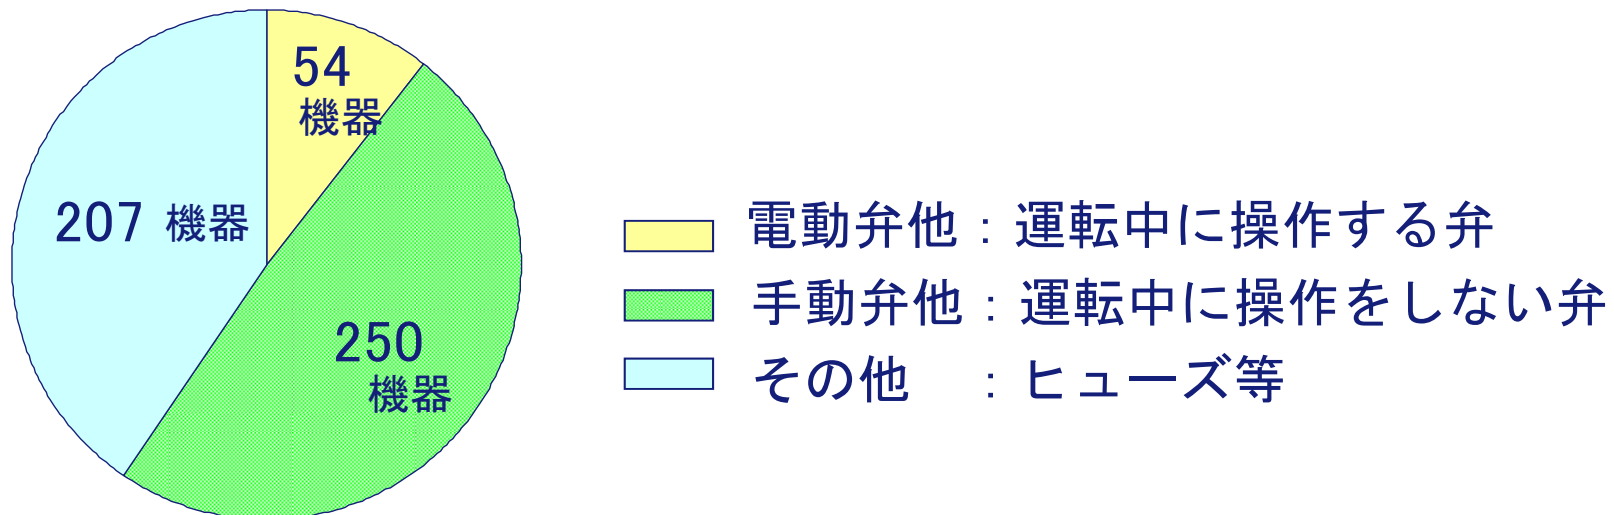 54
機器
207 機器
250
機器
電動弁他：運転中に操作する弁
手動弁他：運転中に操作をしない弁
その他　：ヒューズ等